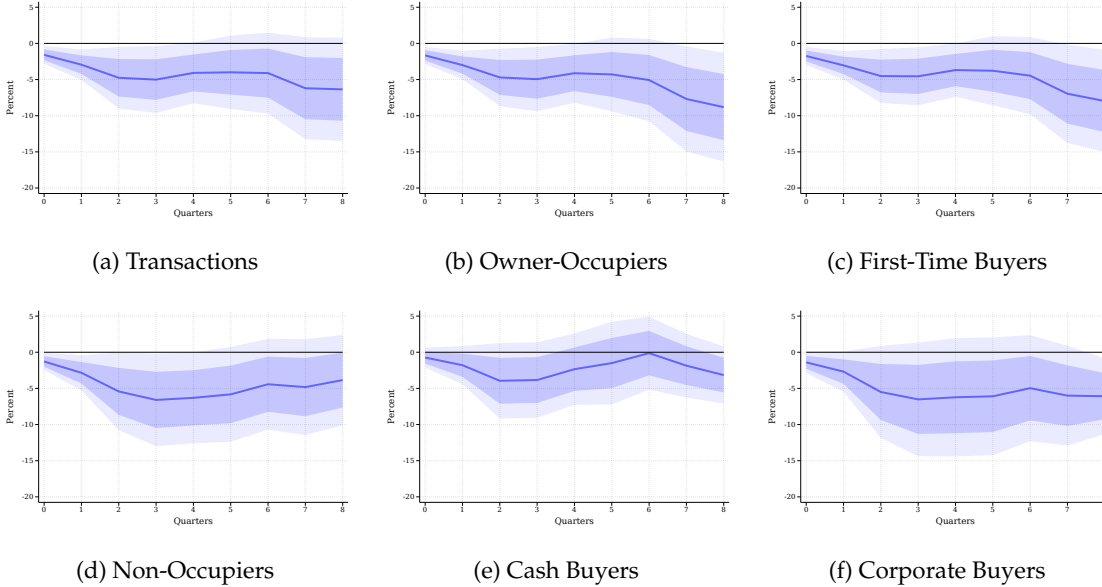 5 5 5
0 0 0
-5 -5 -5
Percent Percent Percent
-10 -10 -10
-15 -15 -15
-20 -20 -20
0 1 2 3 4 5 6 7 8 0 1 2 3 4 5 6 7 8 0 1 2 3 4 5 6 7
Quarters Quarters Quarters
(a) Transactions (b) Owner-Occupiers (c) First-Time Buyers
5 5 5
0 0 0
-5 -5 -5
Percent Percent Percent
-10 -10 -10
-15 -15 -15
-20 -20 -20
0 1 2 3 4 5 6 7 8 0 1 2 3 4 5 6 7 8 0 1 2 3 4 5 6 7
Quarters Quarters Quarters
(d) Non-Occupiers (e) Cash Buyers (f) Corporate Buyers